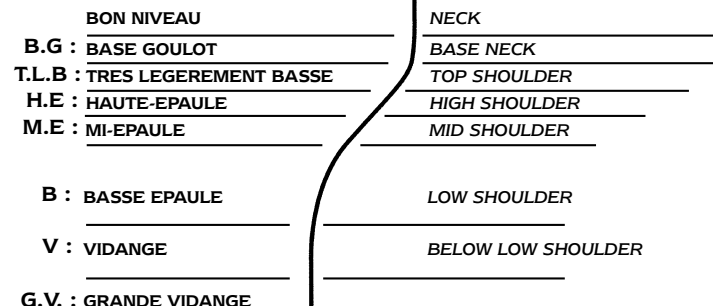 BON NIVEAU NECK
B.G : BASE GOULOT BASE NECK
T.L.B : TRES LEGEREMENT BASSE TOP SHOULDER
H.E : HAUTE-EPAULE HIGH SHOULDER
M.E : MI-EPAULE MID SHOULDER
B : BASSE EPAULE LOW SHOULDER
V : VIDANGE BELOW LOW SHOULDER
G.V. : GRANDE VIDANGE